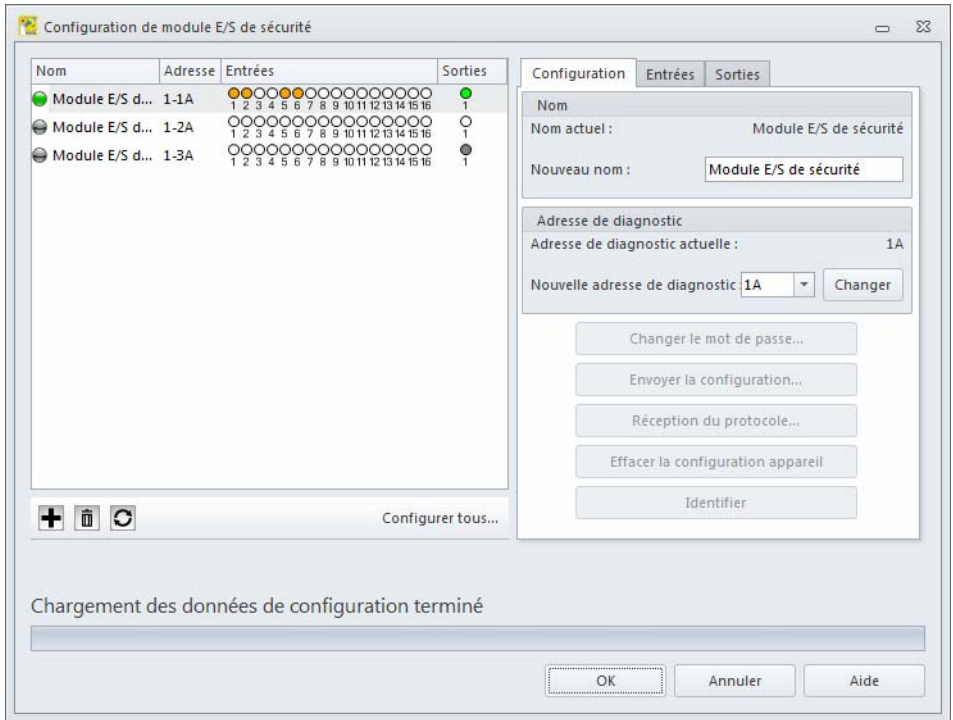 Configuration de module E/S de sécurité
Nom Adresse Entrées Sorties
Module E/S d... 1-1A
1 2 3 4 5 6 7 8 9 10 11 12 13 14 15 16 1
Module E/S d... 1-2A
1 2 3 4 5 6 7 8 9 10 11 12 13 14 15 16 1
Module E/S d... 1-3A
1 2 3 4 5 6 7 8 9 10 11 12 13 14 15 16 1
Configurer tous...
Configuration Entrées Sorties
Nom
Nom actuel : Module E/S de sécurité
Nouveau nom : Module E/S de sécurité
Adresse de diagnostic
Adresse de diagnostic actuelle : 1A
Nouvelle adresse de diagnostic : 1A Changer
Changer le mot de passe...
Envoyer la configuration...
Réception du protocole...
Effacer la configuration appareil
Identifier
Chargement des données de configuration terminé
OK Annuler Aide